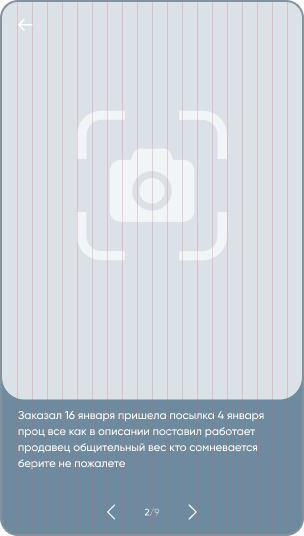 Заказал 16 января пришела посылка 4 января
проц все как в описании поставил работает
продавец общительный вес кто сомневается
берите не пожалете
2/9